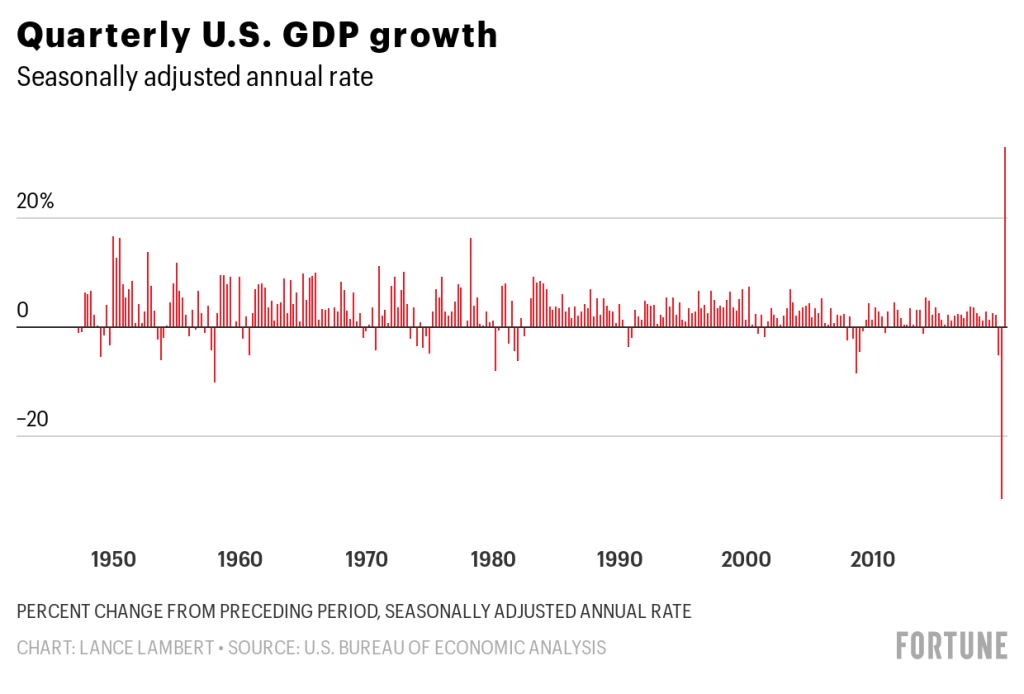 Quarterly U.S. GDP growth
Seasonally adjusted annual rate
20%
0
−20
1950 1960 1970 1980 1990 2000 2010
PERCENT CHANGE FROM PRECEDING PERIOD, SEASONALLY ADJUSTED ANNUAL RATE
CHART: LANCE LAMBERT • SOURCE: U.S. BUREAU OF ECONOMIC ANALYSIS
FORTUNE